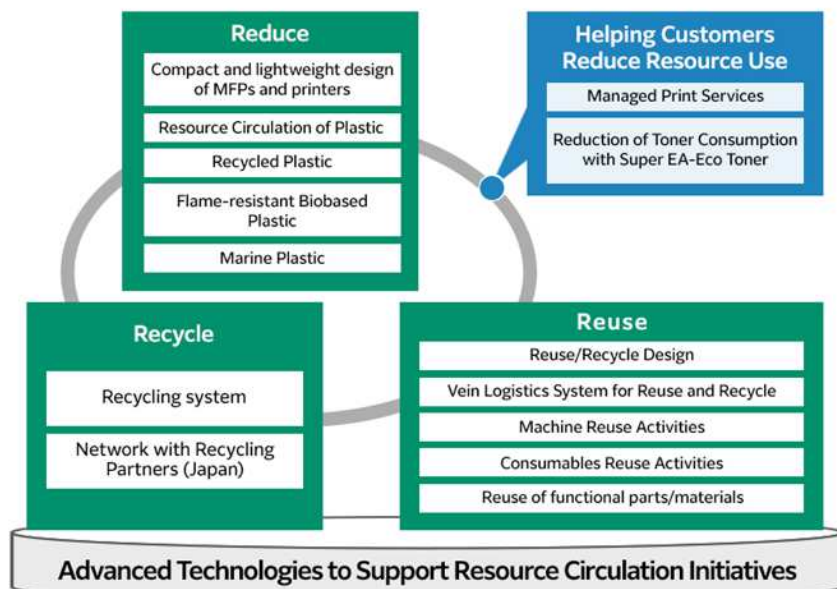 Reduce
Compact and lightweight design
of MFPs and printers
Resource Circulation of Plastic
Recycled Plastic
Flame-resistant Biobased
Plastic
Marine Plastic
Helping Customers
Reduce Resource Use
Managed Print Services
Reduction of Toner Consumption
with Super EA-Eco Toner
Recycle
Recycling system
Network with Recycling
Partners (Japan)
Reuse
Reuse/Recycle Design
Vein Logistics System for Reuse and Recycle
Machine Reuse Activities
Consumables Reuse Activities
Reuse of functional parts/materials
Advanced Technologies to Support Resource Circulation Initiatives